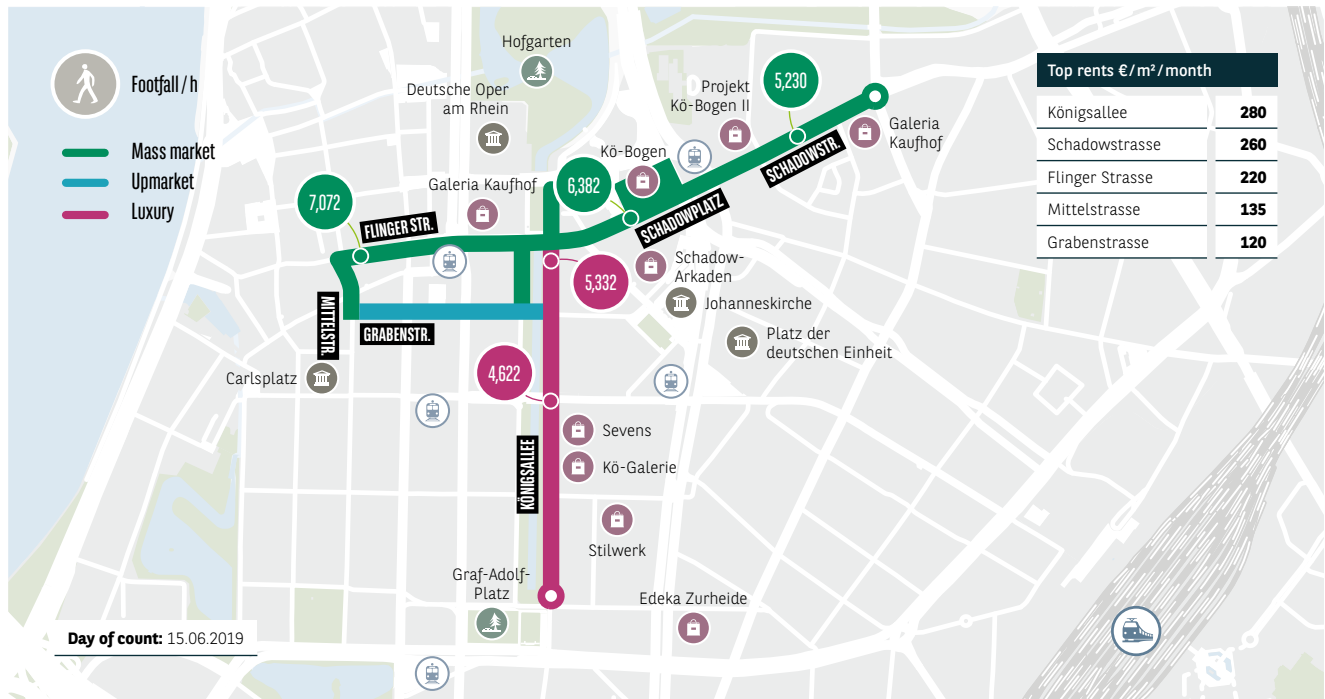 Footfall / h
Mass market
Upmarket
Luxury
Hofgarten
Deutsche Oper
am Rhein
Galeria Kaufhof
Kö-Bogen
Projekt
Kö-Bogen II
5,230
Galeria
Kaufhof
SCHADOWSTR.
6,382
SCHADOWPLATZ
7,072
FLINGER STR.
5,332
Schadow-
Arkaden
Johanneskirche
Platz der
deutschen Einheit
MITTELSTR.
GRABENSTR.
Carlsplatz
4,622
KÖNIGSALLEE
Sevens
Kö-Galerie
Stilwerk
Graf-Adolf-
Platz
Edeka Zurheide
Day of count: 15.06.2019
Top rents €/m²/month
Königsallee 280
Schadowstrasse 260
Flinger Strasse 220
Mittelstrasse 135
Grabenstrasse 120